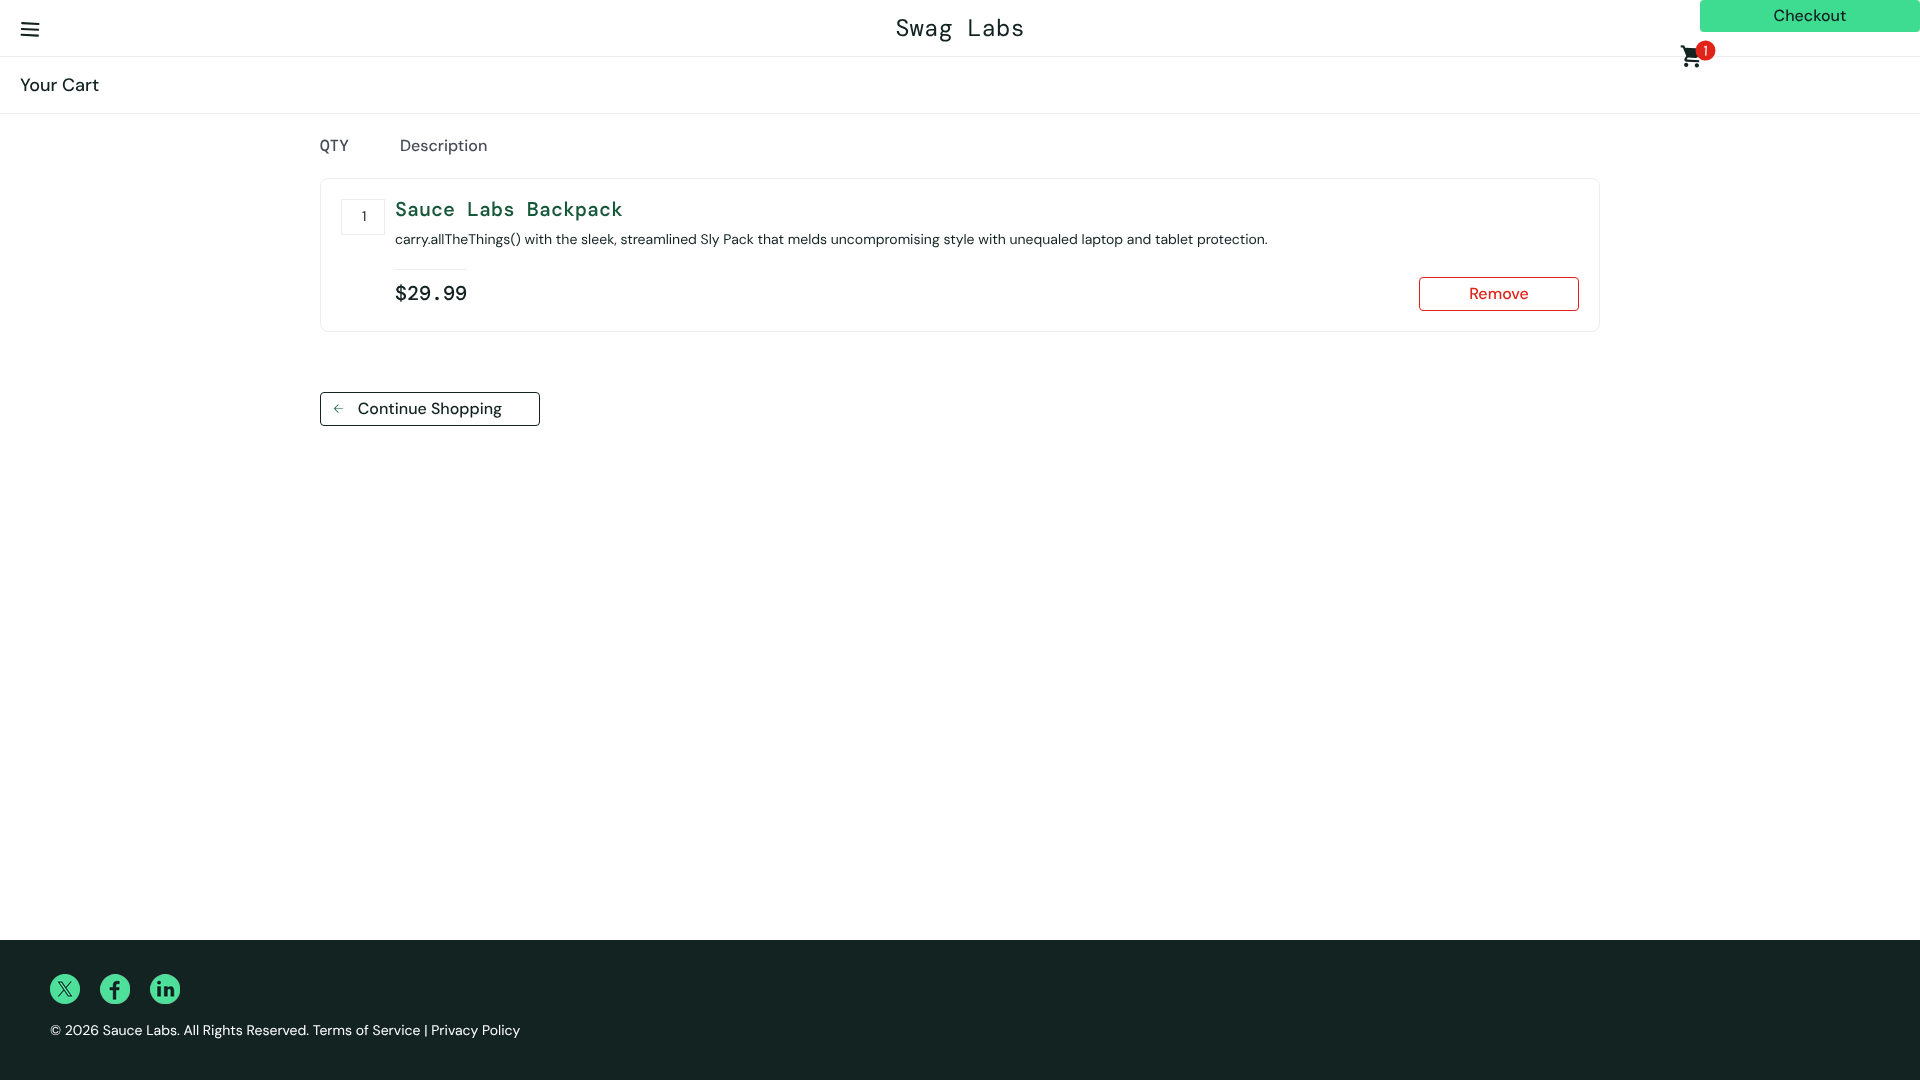 Swag Labs
Checkout
1
Your Cart
QTY
Description
1
Sauce Labs Backpack
carry.allTheThings() with the sleek, streamlined Sly Pack that melds uncompromising style with unequaled laptop and tablet protection.
$29.99
Remove
Continue Shopping
© 2026 Sauce Labs. All Rights Reserved. Terms of Service | Privacy Policy